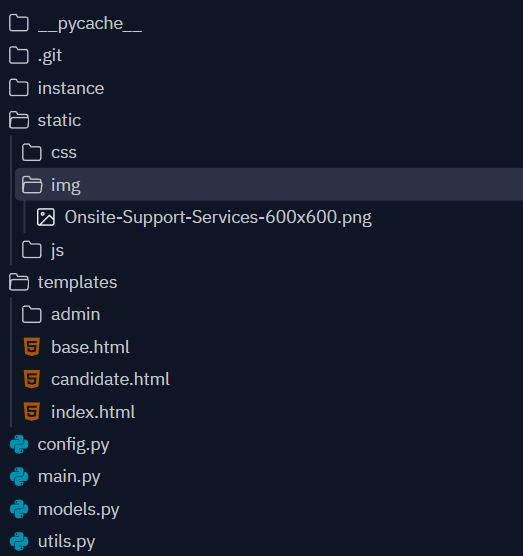 __pycache__
.git
instance
static
css
img
Onsite-Support-Services-600x600.png
js
templates
admin
base.html
candidate.html
index.html
config.py
main.py
models.py
utils.py